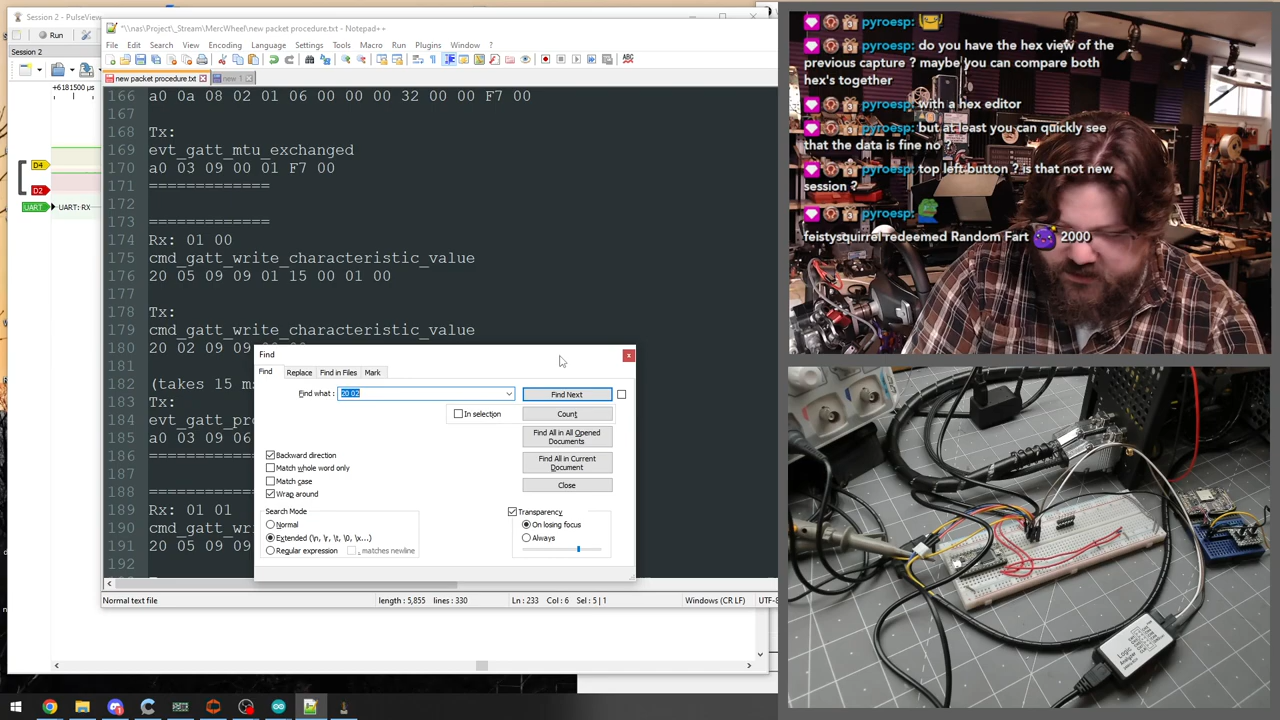 Session 2 - PulseView
Run
Session 2
+6181500 µs
D4
D2
UART
UART: RX
*\\nas\Project\_Stream\MercWheel\new packet procedure.txt - Notepad++
File Edit Search View Encoding Language Settings Tools Macro Run Plugins Window ?
new packet procedure.txt
new 1
166 a0 0a 08 02 01 06 00 00 00 32 00 00 F7 00
167
168 Tx:
169 evt_gatt_mtu_exchanged
170 a0 03 09 00 01 F7 00
171 =============
172
173 =============
174 Rx: 01 00
175 cmd_gatt_write_characteristic_value
176 20 05 09 09 01 15 00 01 00
177
178 Tx:
179 cmd_gatt_write_characteristic_value
180 20 02 09 09
181
182 (takes 15 m
183 Tx:
184 evt_gatt_pr
185 a0 03 09 06
186 =============
187
188 =============
189 Rx: 01 01
190 cmd_gatt_wr
191 20 05 09 09
192
Find
Find Replace Find in Files Mark
Find what : 20 02
Find Next
In selection
Count
Find All in All Opened Documents
Find All in Current Document
Close
Backward direction
Match whole word only
Match case
Wrap around
Search Mode
Normal
Extended (\n, \r, \t, \0, \x...)
Regular expression
. matches newline
Transparency
On losing focus
Always
Normal text file
length : 5,855 lines : 330
Ln : 233 Col : 6 Sel : 5 | 1
Windows (CR LF)
UTF-8
pyroesp:
pyroesp: do you have the hex view of the
previous capture ? maybe you can compare both
hex's together
pyroesp: with a hex editor
pyroesp: but at least you can quickly see
that the data is fine no ?
pyroesp: top left button ? is that not new
session ?
pyroesp:
feistysquirrel redeemed Random Fart 2000
Logic
Analyzer